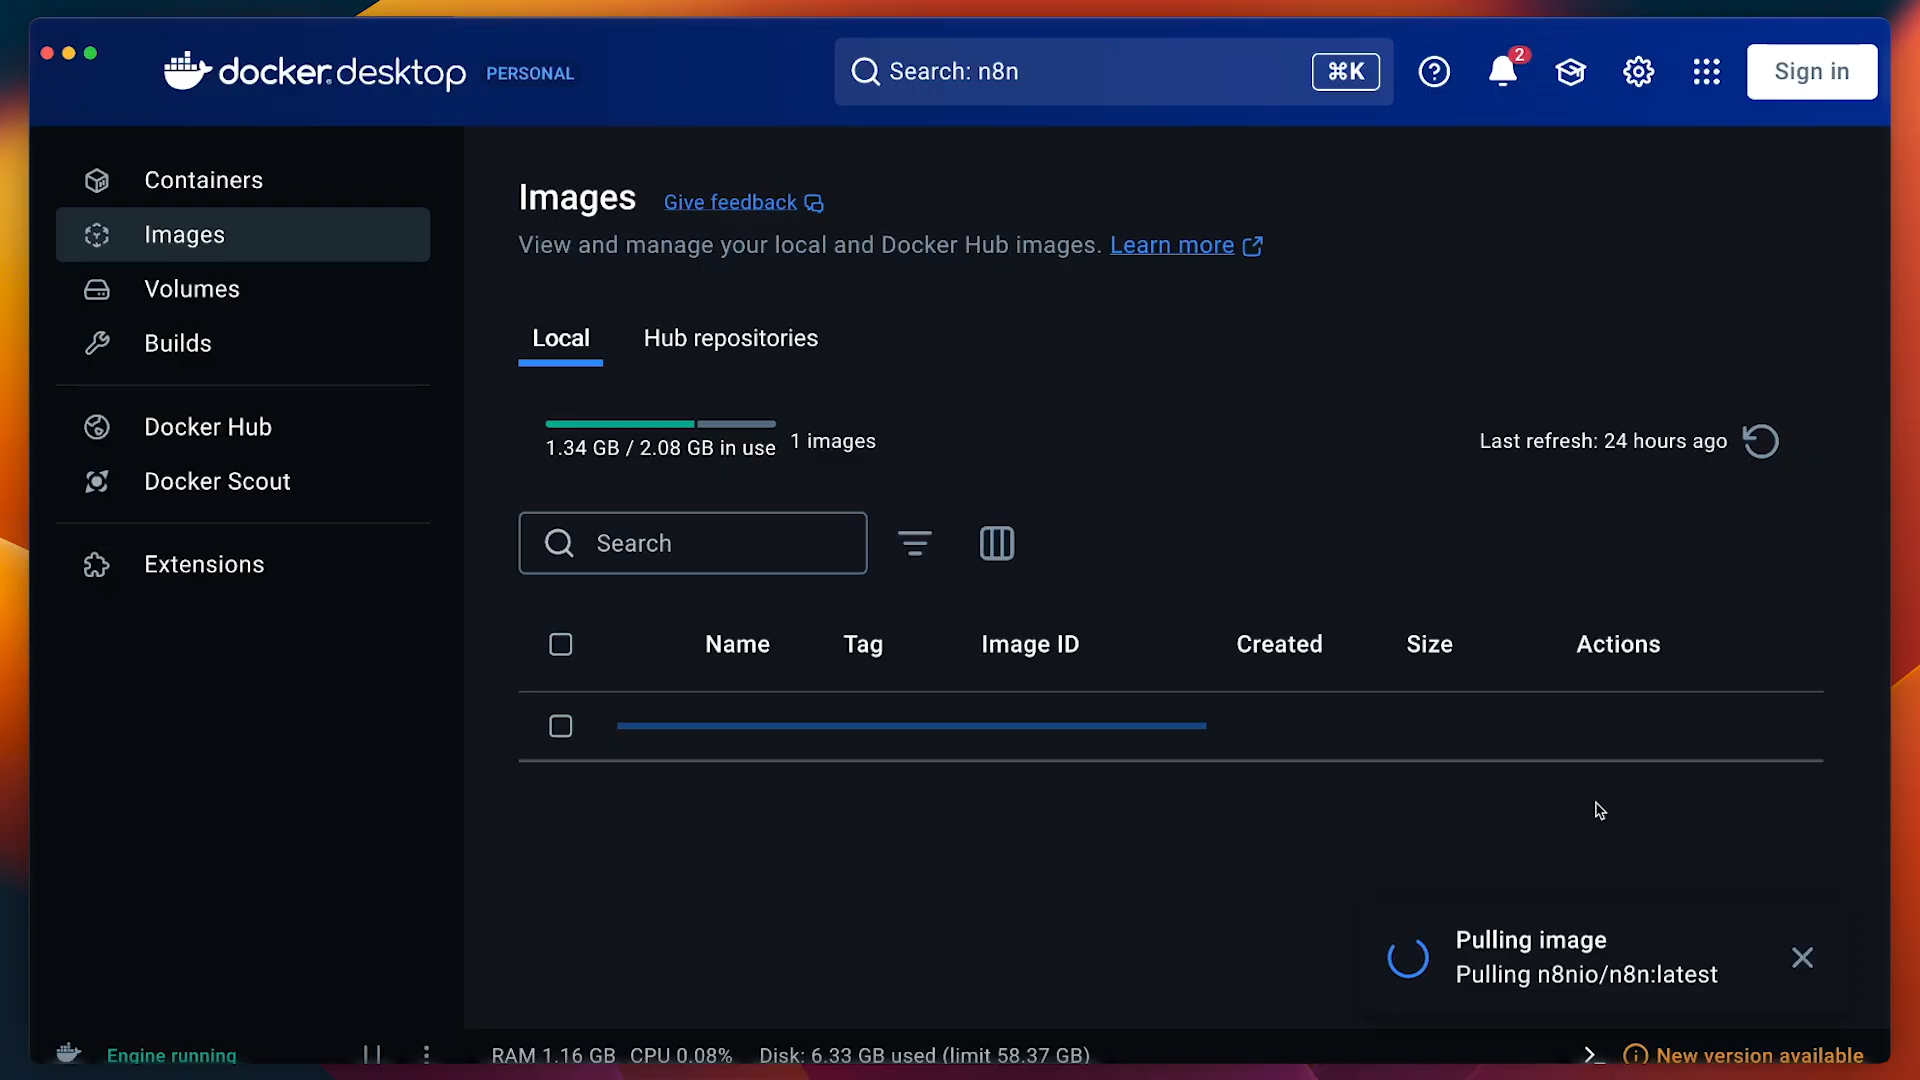 docker.desktop PERSONAL
Search: n8n
⌘K
2
Sign in
Containers
Images
Volumes
Builds
Docker Hub
Docker Scout
Extensions
Images Give feedback
View and manage your local and Docker Hub images. Learn more
Local Hub repositories
1.34 GB / 2.08 GB in use 1 images
Last refresh: 24 hours ago
Search
Name Tag Image ID Created Size Actions
Pulling image
Pulling n8nio/n8n:latest
Engine running
RAM 1.16 GB CPU 0.08% Disk: 6.33 GB used (limit 58.37 GB)
New version available